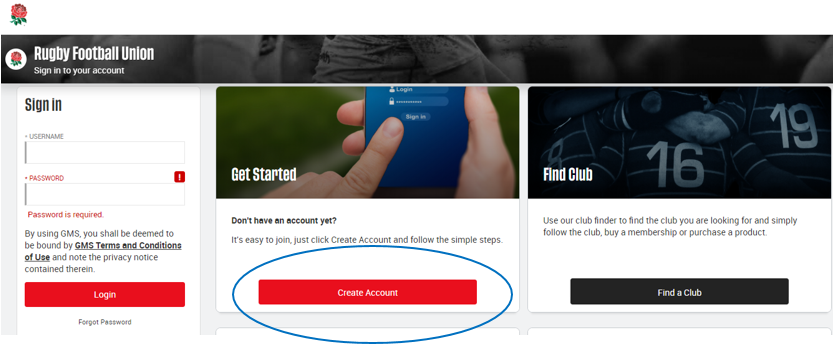 Rugby Football Union
Sign in to your account
Sign in
* USERNAME
* PASSWORD
!
Password is required.
By using GMS, you shall be deemed to
be bound by GMS Terms and Conditions
of Use and note the privacy notice
contained therein.
Login
Forgot Password
Login
Sign in
Get Started
Don't have an account yet?
It's easy to join, just click Create Account and follow the simple steps.
Create Account
16
19
Find Club
Use our club finder to find the club you are looking for and simply
follow the club, buy a membership or purchase a product.
Find a Club